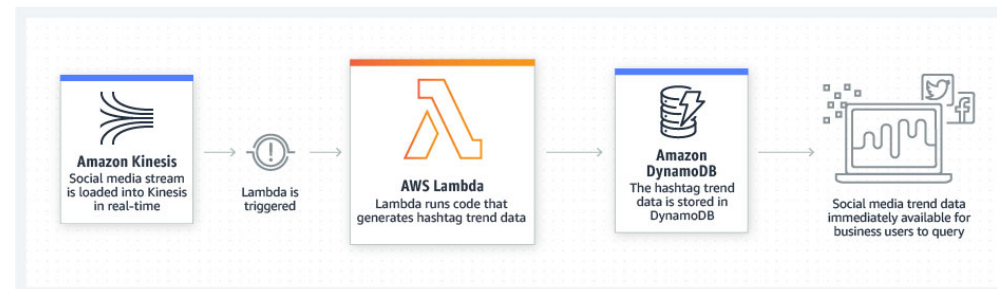 Amazon Kinesis
Social media stream
is loaded into Kinesis
in real-time
Lambda is
triggered
AWS Lambda
Lambda runs code that
generates hashtag trend data
Amazon
DynamoDB
The hashtag trend
data is stored in
DynamoDB
Social media trend data
immediately available for
business users to query